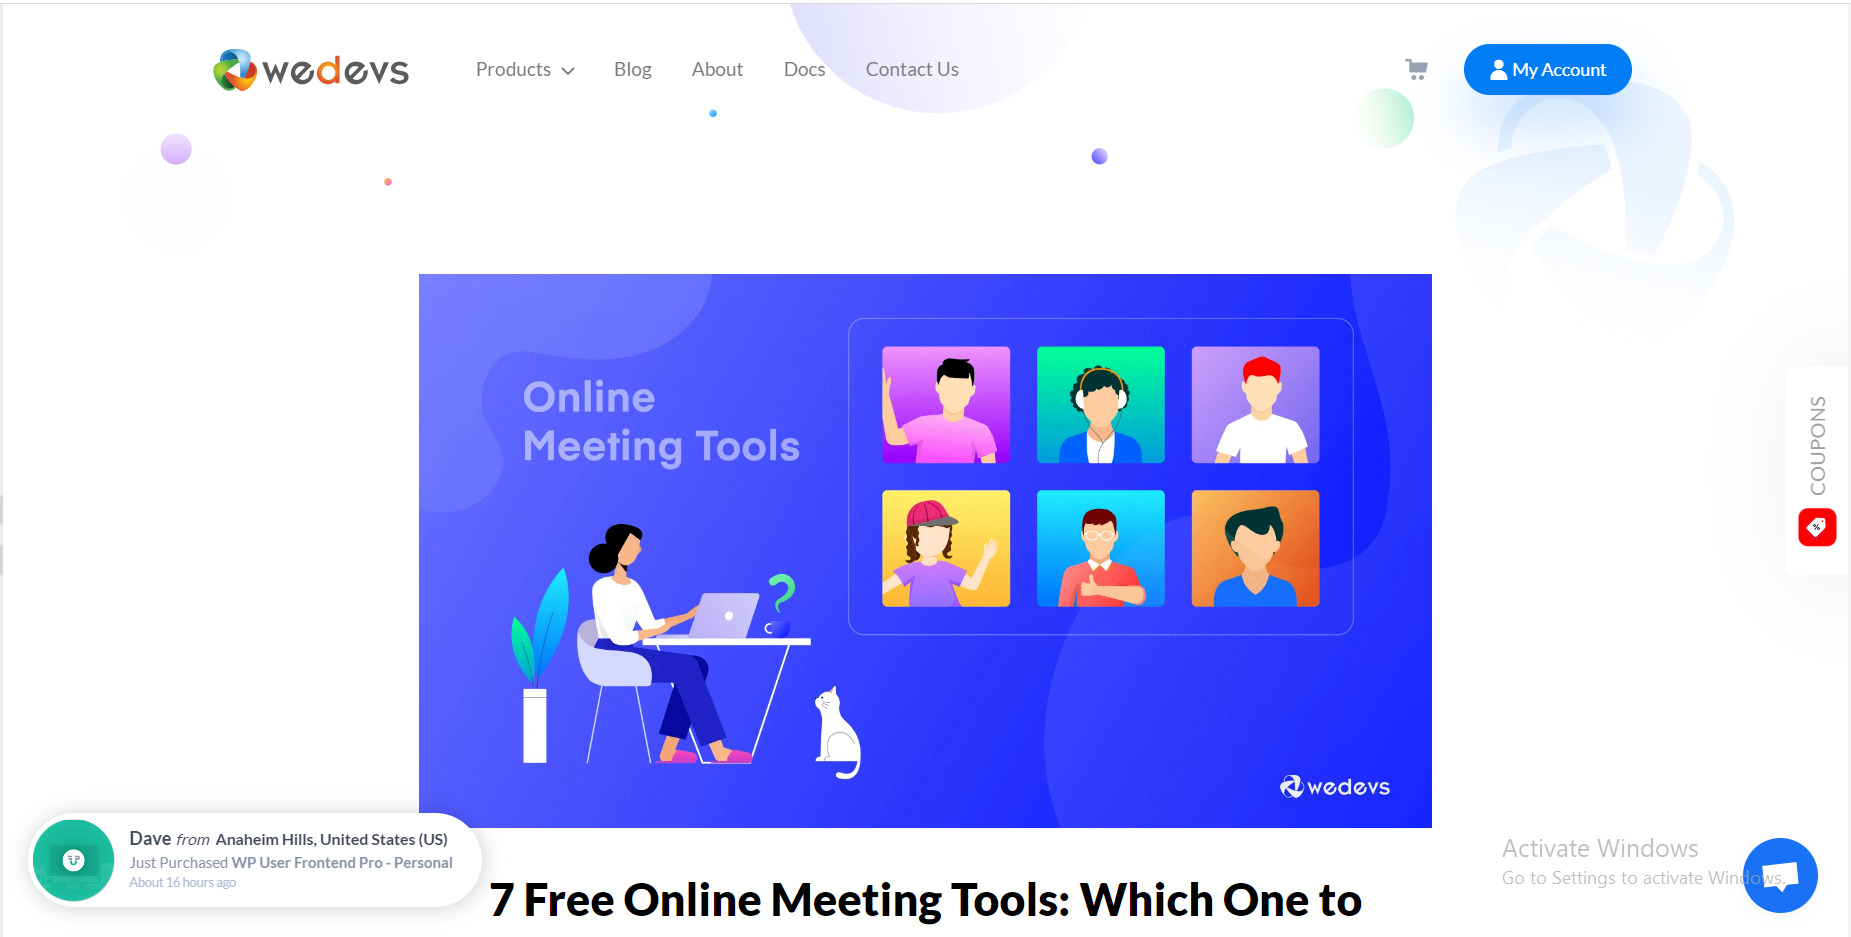 wedevs
Products
Blog
About
Docs
Contact Us
My Account
Online
Meeting Tools
COUPONS
%
?
wedevs
Dave from Anaheim Hills, United States (US)
Just Purchased WP User Frontend Pro - Personal
About 16 hours ago
UP
7 Free Online Meeting Tools: Which One to
Activate Windows
Go to Settings to activate Windows.